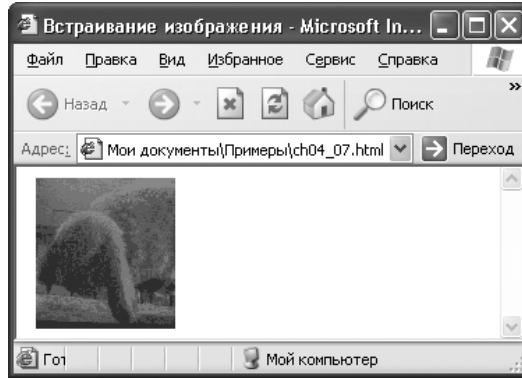 Встраивание изображения - Microsoft In...
Файл Правка Вид Избранное Сервис Справка
Назад Поиск »
Адрес: Мои документы\Примеры\ch04_07.html Переход
Гот Мой компьютер